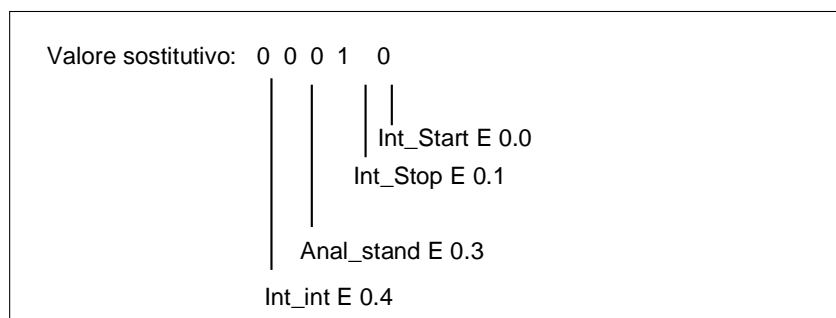 Valore sostitutivo: 0 0 0 1 0
Int_Start E 0.0
Int_Stop E 0.1
Anal_stand E 0.3
Int_int E 0.4